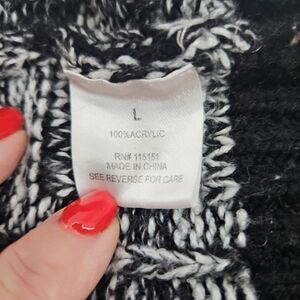 L
100% ACRYLIC
RN# 115151
MADE IN CHINA
SEE REVERSE FOR CARE